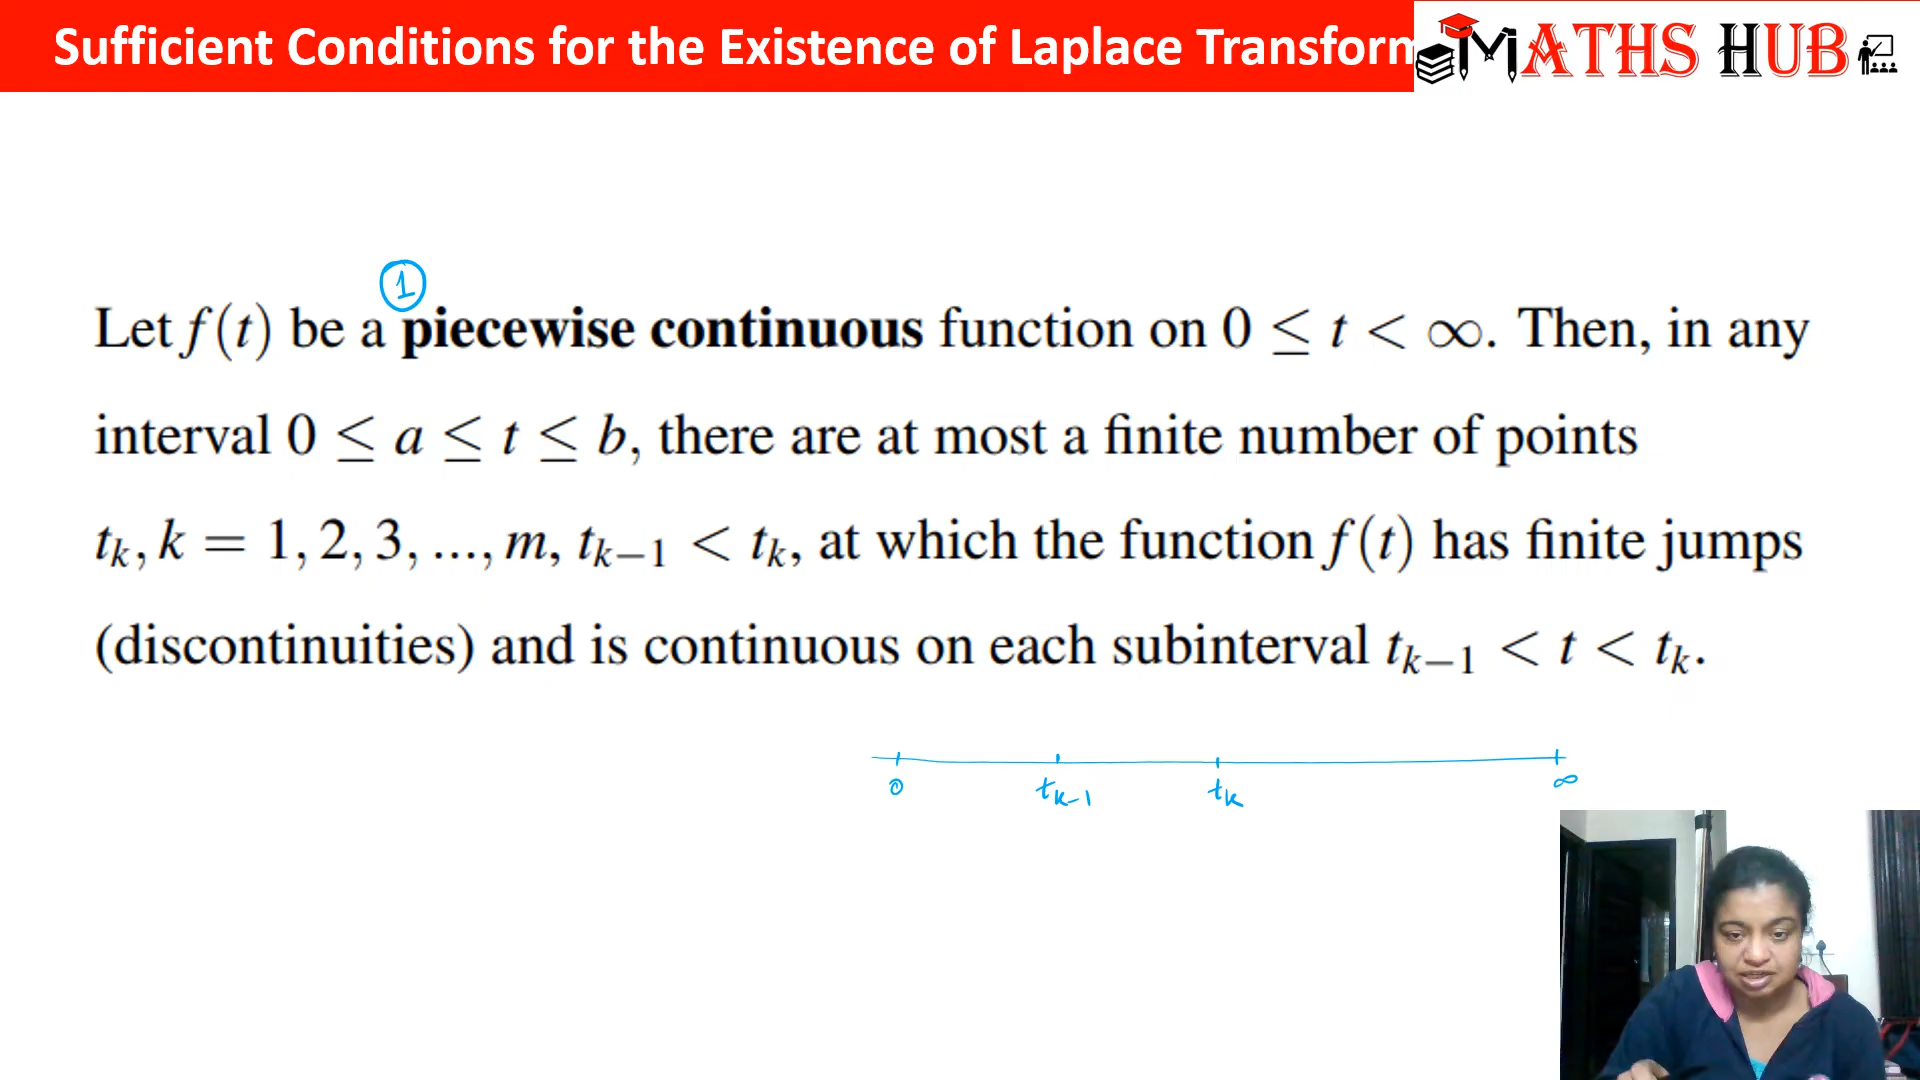 Sufficient Conditions for the Existence of Laplace Transform
MATHS HUB
1
Let f(t) be a piecewise continuous function on 0 ≤ t < ∞. Then, in any
interval 0 ≤ a ≤ t ≤ b, there are at most a finite number of points
t_k, k = 1, 2, 3, ..., m, t_{k−1} < t_k, at which the function f(t) has finite jumps
(discontinuities) and is continuous on each subinterval t_{k−1} < t < t_k.
0 t_{k-1} t_k ∞